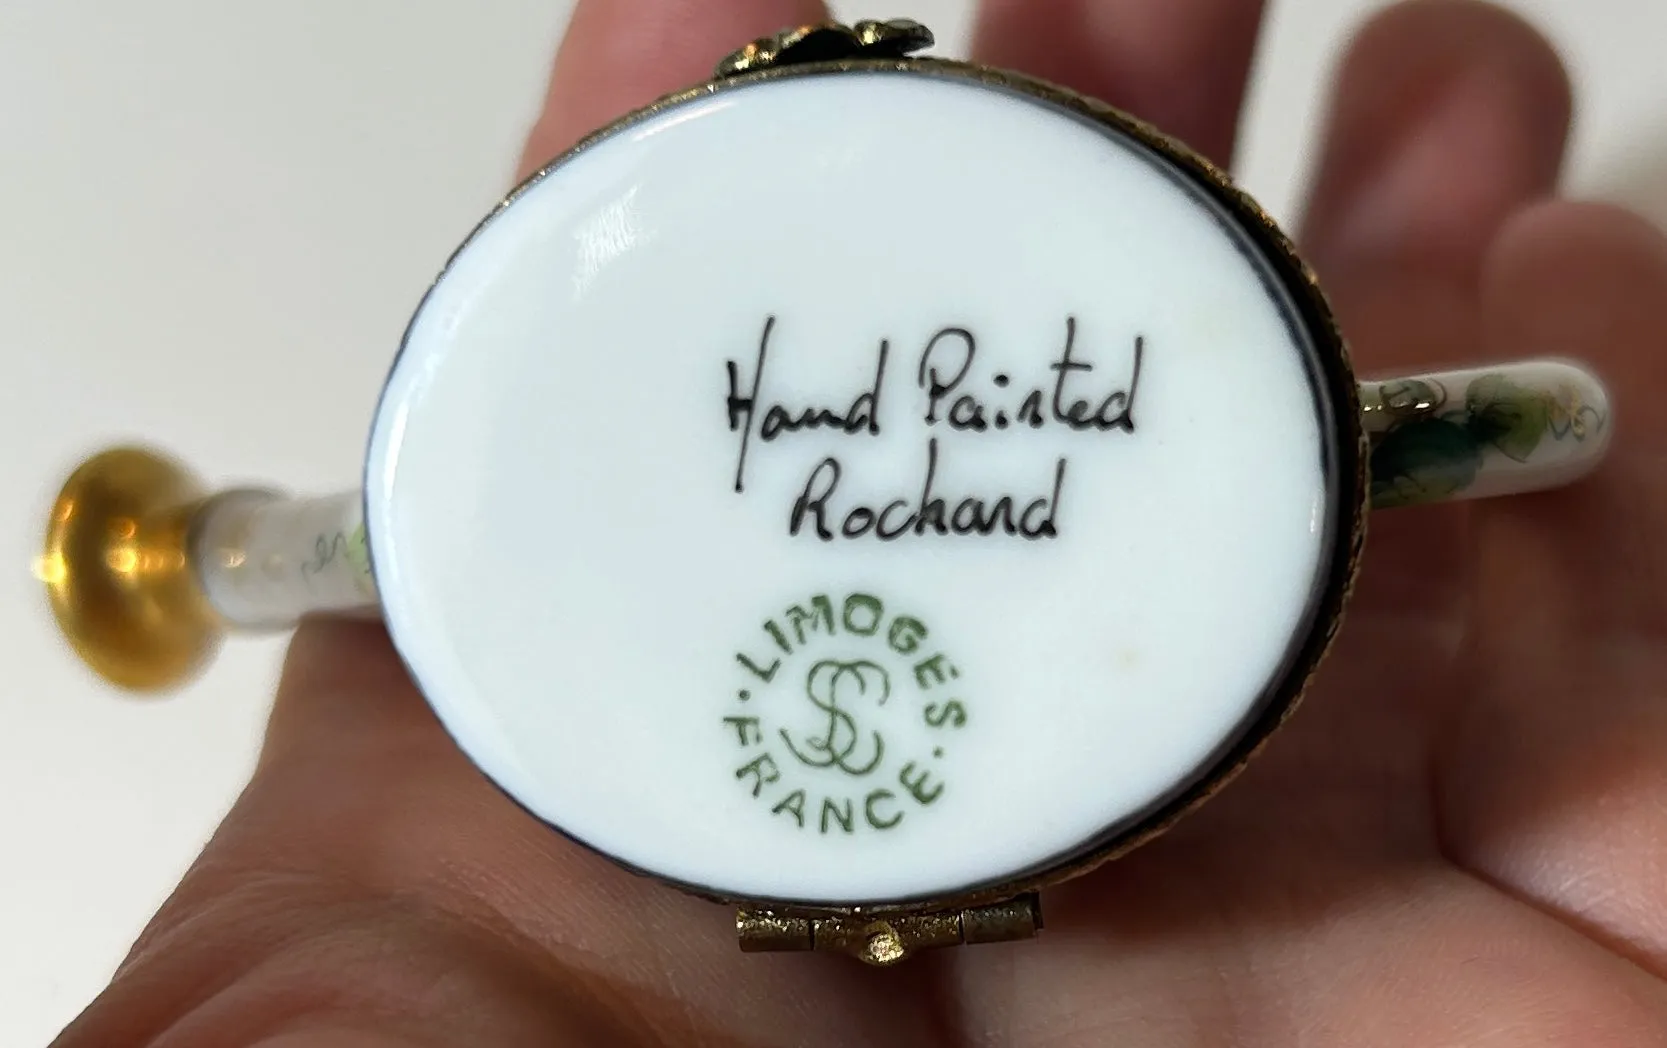 Hand Painted
Rochard
LIMOGES
FRANCE